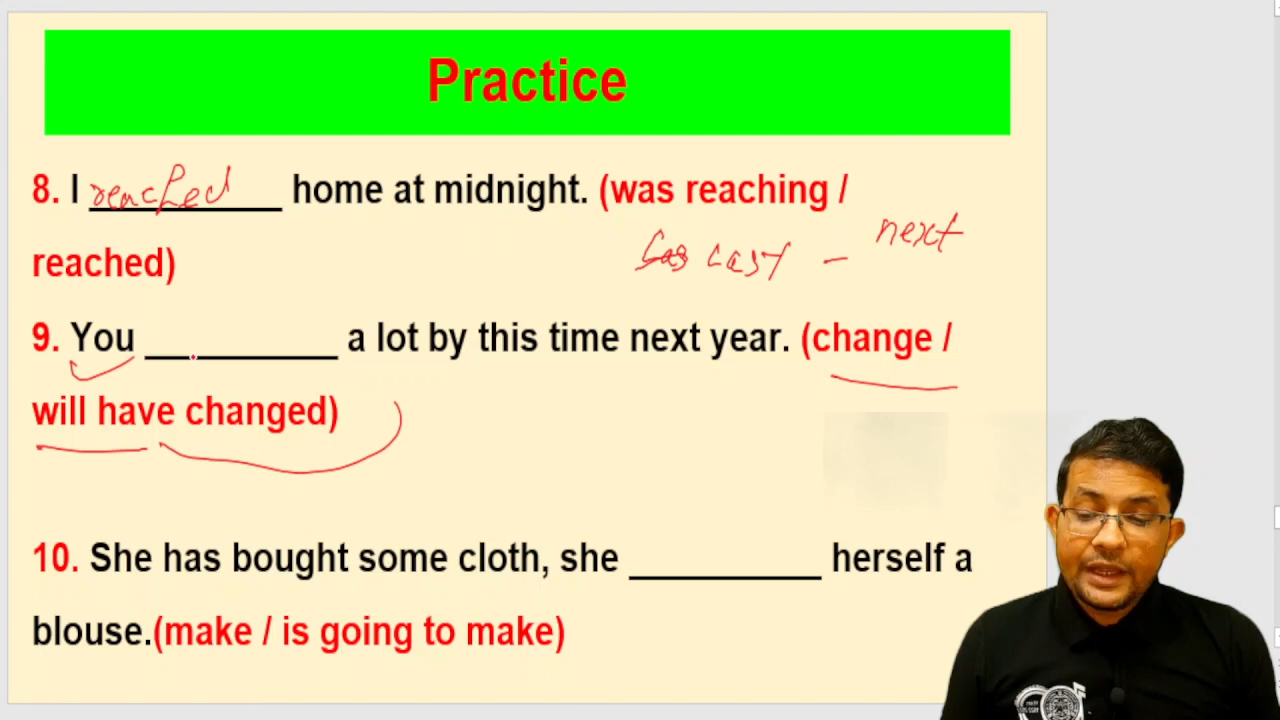 Practice
8. I reached home at midnight. (was reaching /
reached)
Last - next
9. You __________ a lot by this time next year. (change /
will have changed)
10. She has bought some cloth, she __________ herself a
blouse.(make / is going to make)